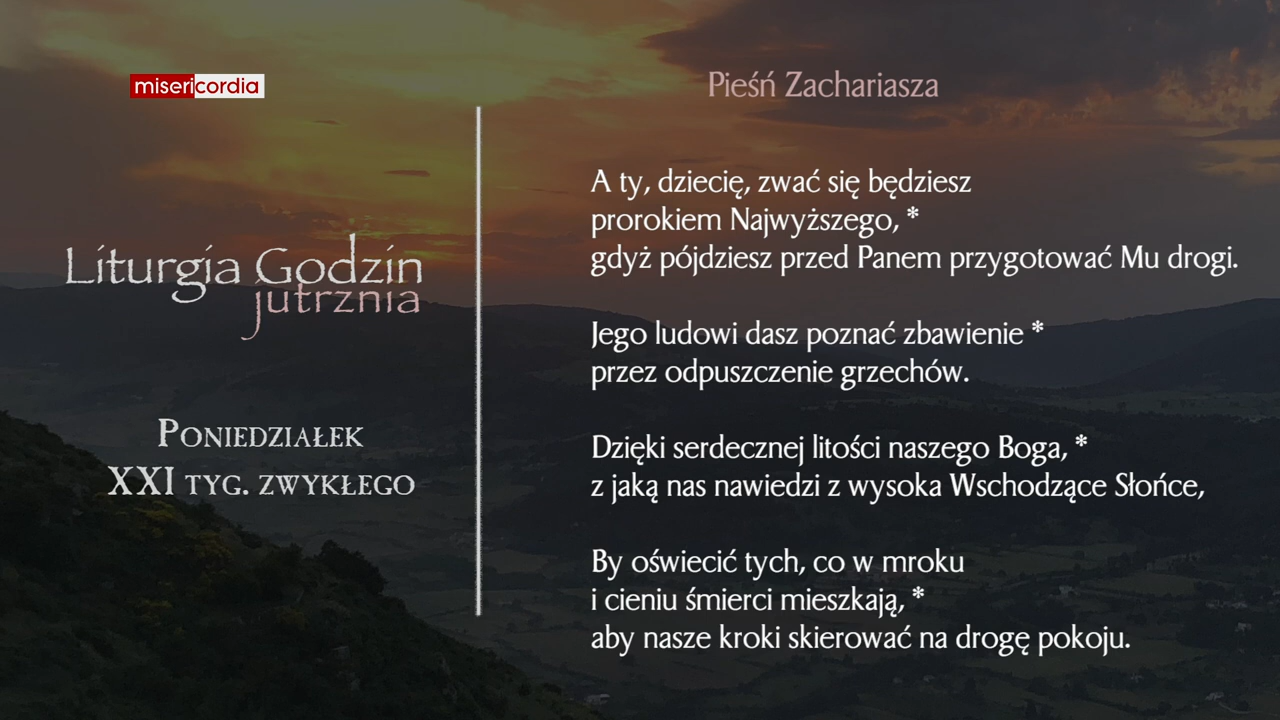 misericordia
Liturgia Godzin
jutrznia
Poniedziałek
XXI tyg. zwykłego
Pieśń Zachariasza
A ty, dziecię, zwać się będziesz
prorokiem Najwyższego, *
gdyż pójdziesz przed Panem przygotować Mu drogi.
Jego ludowi dasz poznać zbawienie *
przez odpuszczenie grzechów.
Dzięki serdecznej litości naszego Boga, *
z jaką nas nawiedzi z wysoka Wschodzące Słońce,
By oświecić tych, co w mroku
i cieniu śmierci mieszkają, *
aby nasze kroki skierować na drogę pokoju.